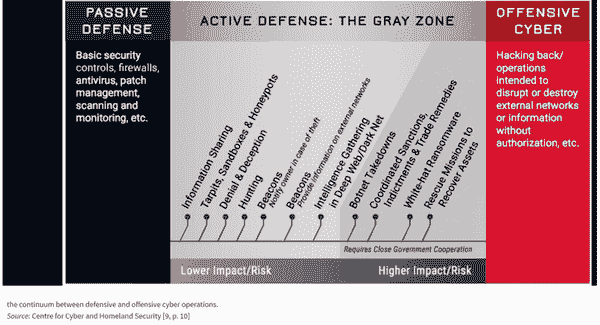 PASSIVE
DEFENSE
Basic security
controls, firewalls,
antivirus, patch
management,
scanning and
monitoring, etc.
ACTIVE DEFENSE: THE GRAY ZONE
Information Sharing
Tarpits, Sandboxes & Honeypots
Denial & Deception
Hunting
Beacons
Notify owner in case of theft
Beacons
Provide information on external networks
Intelligence Gathering
in Deep Web/Dark Net
Botnet Takedowns
Coordinated Sanctions,
Indictments & Trade Remedies
White-hat Ransomware
Rescue Missions to
Recover Assets
Requires Close Government Cooperation
Lower Impact/Risk
Higher Impact/Risk
OFFENSIVE
CYBER
Hacking back/
operations
intended to
disrupt or destroy
external networks
or information
without
authorization, etc.
the continuum between defensive and offensive cyber operations.
Source: Centre for Cyber and Homeland Security [9, p. 10]